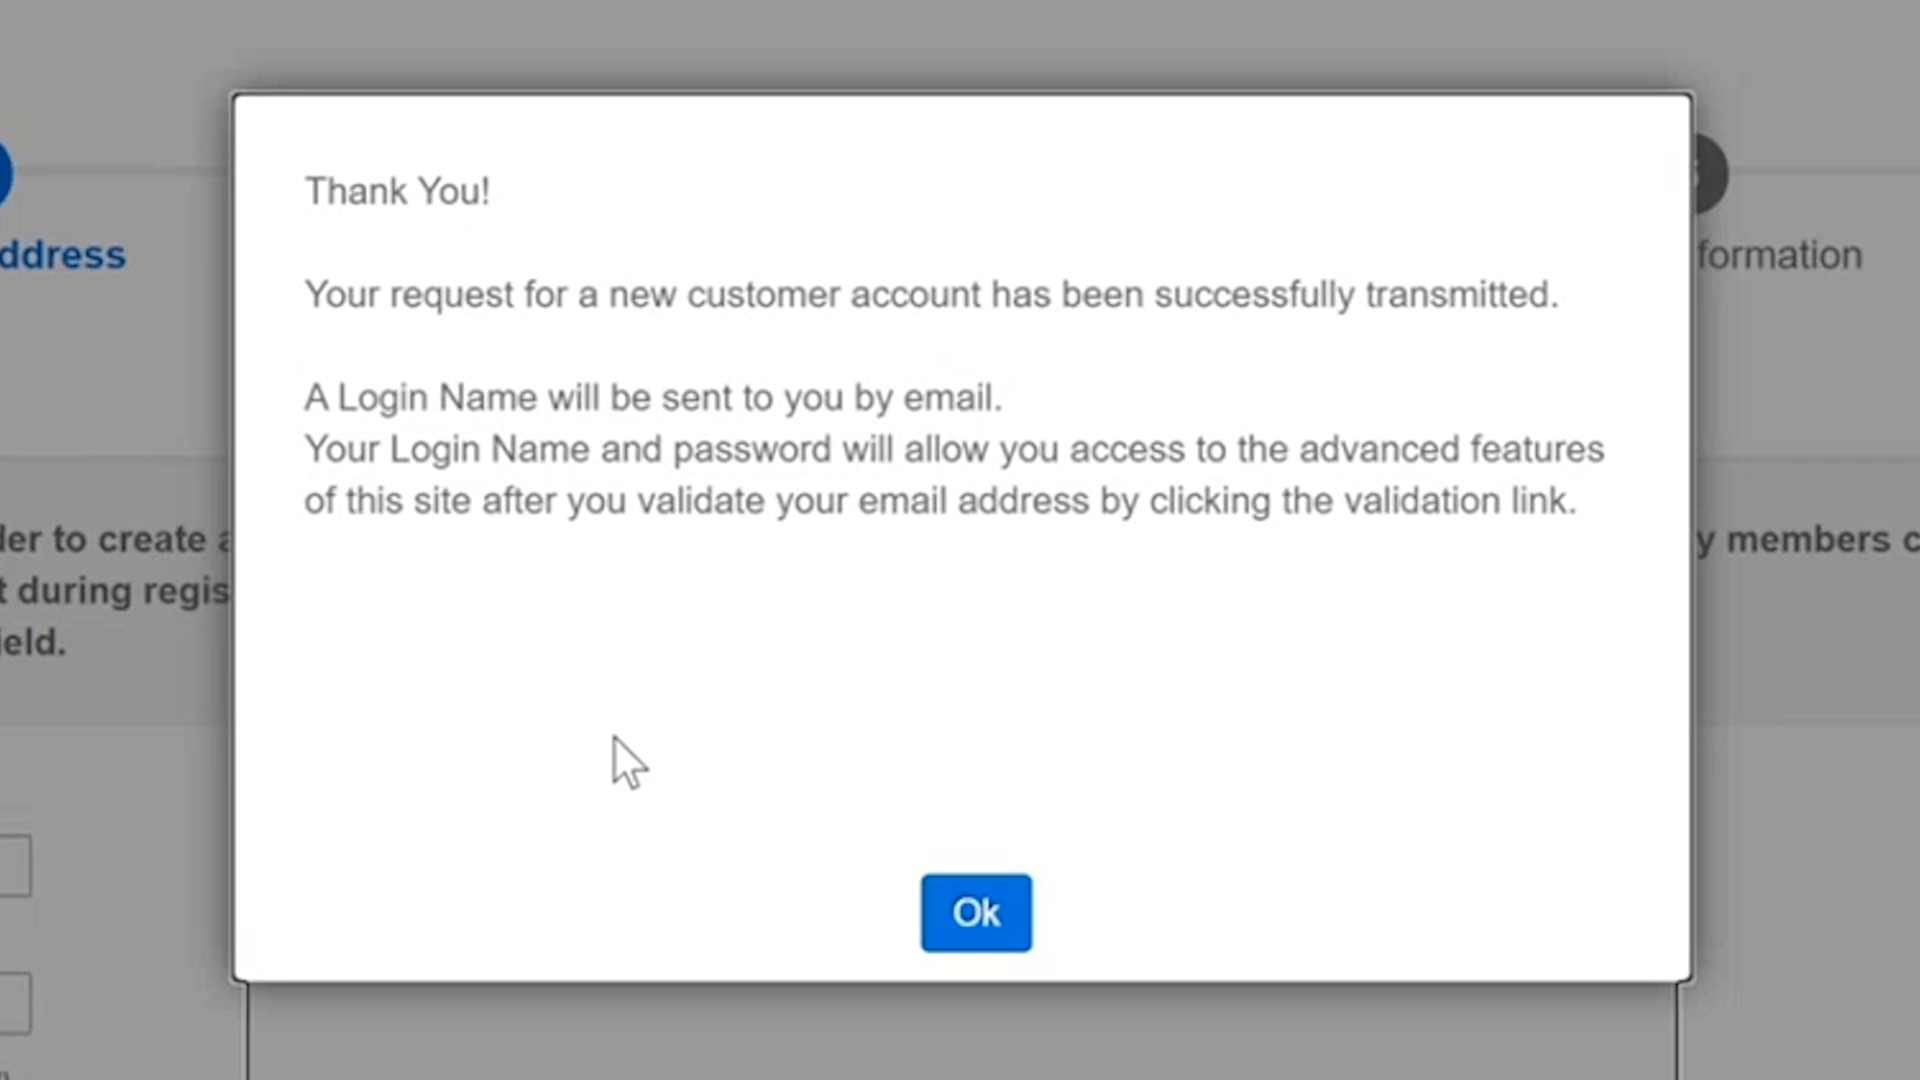 Thank You!
Your request for a new customer account has been successfully transmitted.
A Login Name will be sent to you by email.
Your Login Name and password will allow you access to the advanced features
of this site after you validate your email address by clicking the validation link.
Ok
ddress
formation
der to create a
y members c
t during regis
ield.